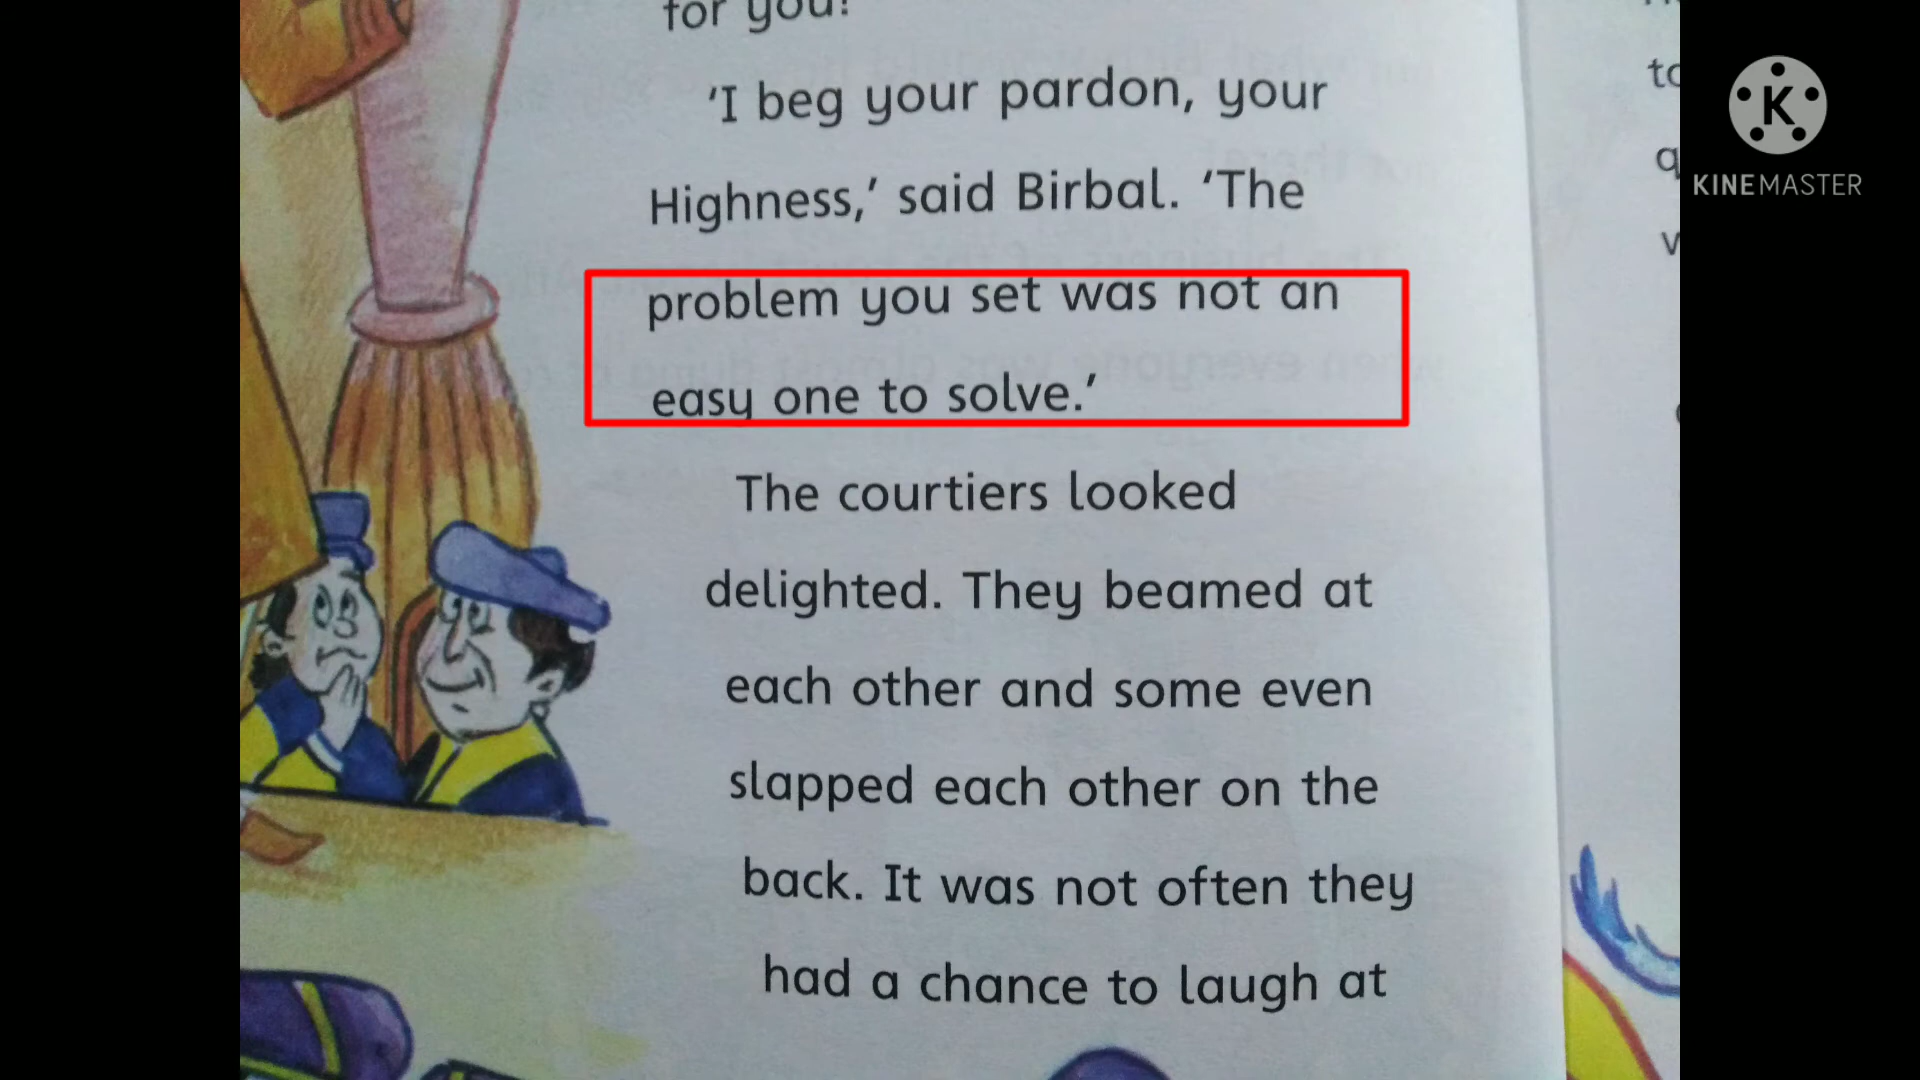 for you!
'I beg your pardon, your
Highness,' said Birbal. 'The
problem you set was not an
easy one to solve.'
The courtiers looked
delighted. They beamed at
each other and some even
slapped each other on the
back. It was not often they
had a chance to laugh at
to
KINEMASTER